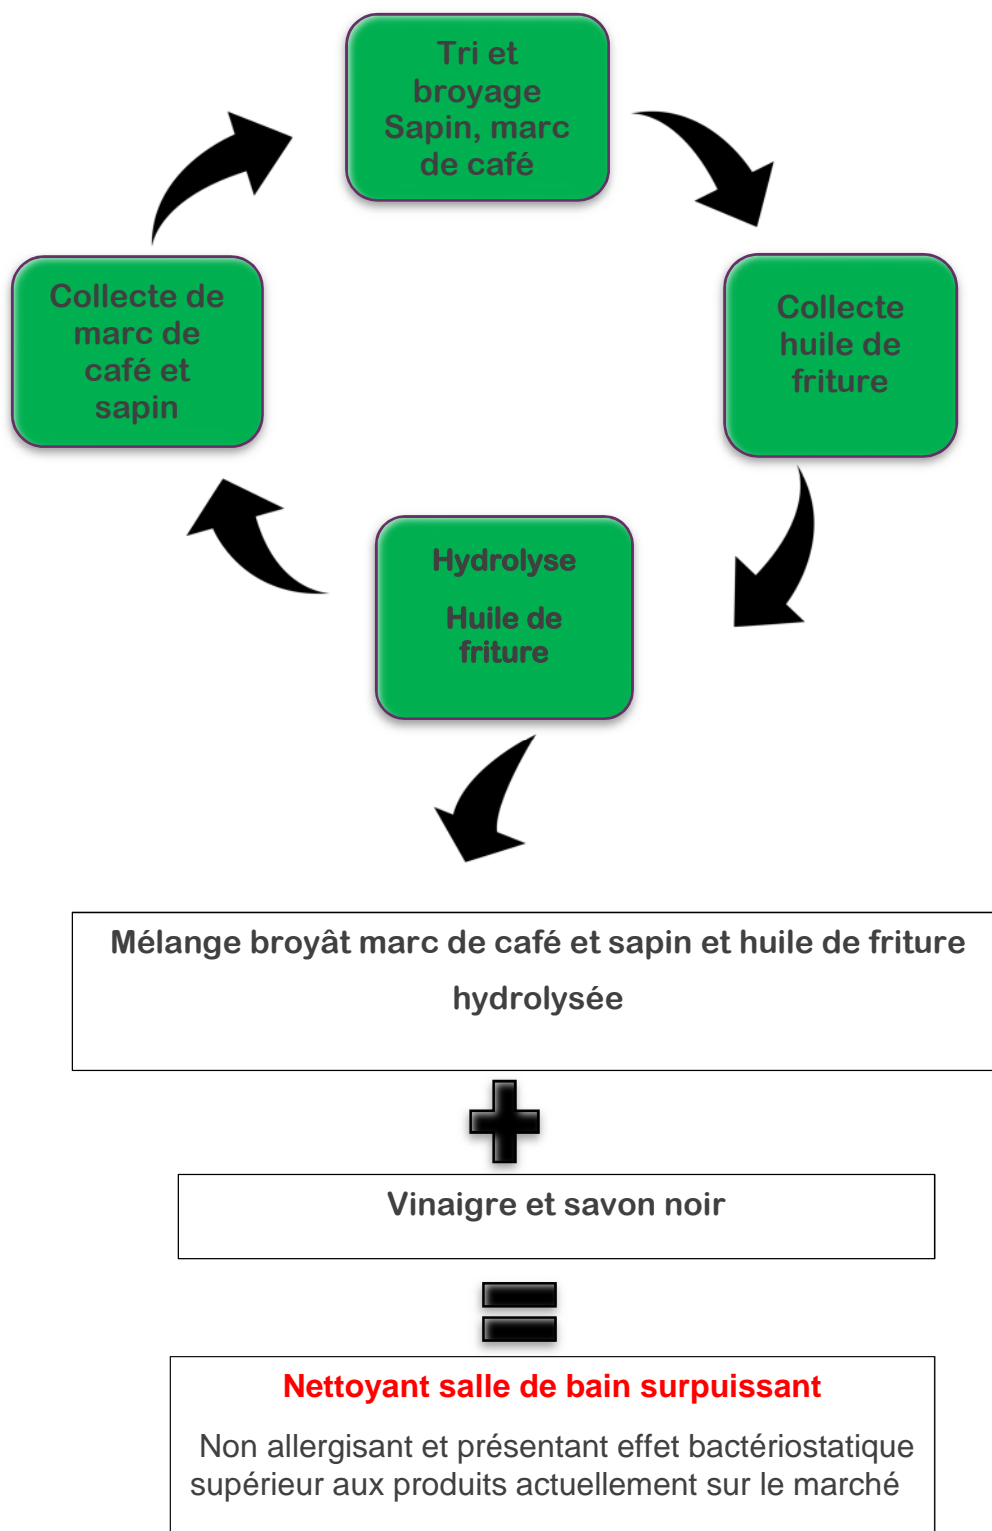 Tri et
broyage
Sapin, marc
de café
Collecte de
marc de
café et
sapin
Collecte
huile de
friture
Hydrolyse
Huile de
friture
Mélange broyât marc de café et sapin et huile de friture
hydrolysée
Vinaigre et savon noir
Nettoyant salle de bain surpuissant
Non allergisant et présentant effet bactériostatique
supérieur aux produits actuellement sur le marché